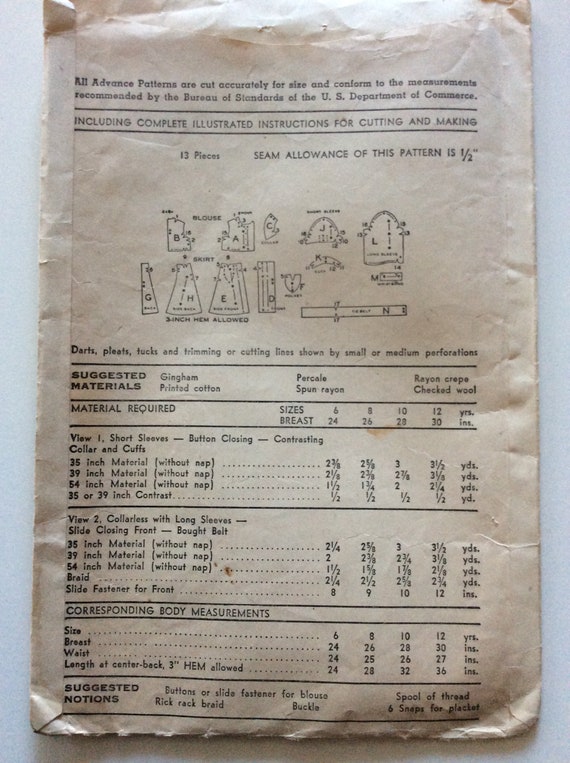 All Advance Patterns are cut accurately for size and conform to the measurements
recommended by the Bureau of Standards of the U. S. Department of Commerce.
INCLUDING COMPLETE ILLUSTRATED INSTRUCTIONS FOR CUTTING AND MAKING
13 Pieces SEAM ALLOWANCE OF THIS PATTERN IS 1/2"
BLOUSE
SHORT SLEEVE
B A C J L
COLLAR
LONG SLEEVE
SKIRT
K
CUFF
M
G H E D F
POCKET
SIDE BACK SIDE FRONT
TIE BELT N
3-INCH HEM ALLOWED
Darts, pleats, tucks and trimming or cutting lines shown by small or medium perforations
SUGGESTED MATERIALS
Gingham Percale Rayon crepe
Printed cotton Spun rayon Checked wool
MATERIAL REQUIRED SIZES 6 8 10 12 yrs.
BREAST 24 26 28 30 ins.
View 1, Short Sleeves — Button Closing — Contrasting
Collar and Cuffs
35 inch Material (without nap) 2 3/8 2 5/8 3 3 1/2 yds.
39 inch Material (without nap) 2 1/8 2 3/8 2 7/8 3 1/8 yds.
54 inch Material (without nap) 1 1/2 1 3/4 2 2 1/4 yds.
35 or 39 inch Contrast 1/2 1/2 1/2 1/2 yd.
View 2, Collarless with Long Sleeves —
Slide Closing Front — Bought Belt
35 inch Material (without nap) 2 1/4 2 5/8 3 3 1/2 yds.
39 inch Material (without nap) 2 2 3/8 2 3/4 3 1/8 yds.
54 inch Material (without nap) 1 1/2 1 5/8 1 7/8 2 1/8 yds.
Braid 2 1/4 2 1/2 2 5/8 2 3/4 yds.
Slide Fastener for Front 8 9 10 12 ins.
CORRESPONDING BODY MEASUREMENTS
Size 6 8 10 12 yrs.
Breast 24 26 28 30 ins.
Waist 24 25 26 27 ins.
Length at center-back, 3" HEM allowed 24 28 32 36 ins.
SUGGESTED NOTIONS
Buttons or slide fastener for blouse Spool of thread
Rick rack braid Buckle 6 Snaps for placket